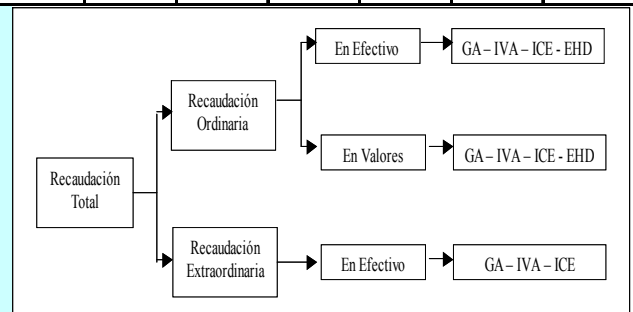 En Efectivo
GA – IVA – ICE - EHD
Recaudación
Ordinaria
En Valores
GA – IVA – ICE - EHD
Recaudación
Total
Recaudación
Extraordinaria
En Efectivo
GA – IVA – ICE